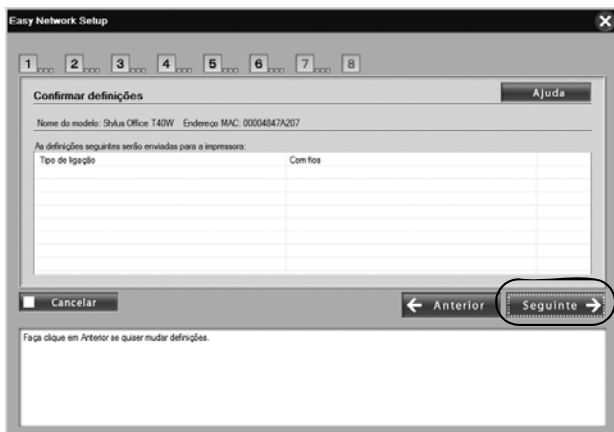 Easy Network Setup
1 2 3 4 5 6 7 8
Confirmar definições
Ajuda
Nome do modelo: Stylus Office T40W Endereço MAC: 00004847A207
As definições seguintes serão enviadas para a impressora:
Tipo de ligação Com fios
Cancelar
Anterior
Seguinte
Faça clique em Anterior se quiser mudar definições.